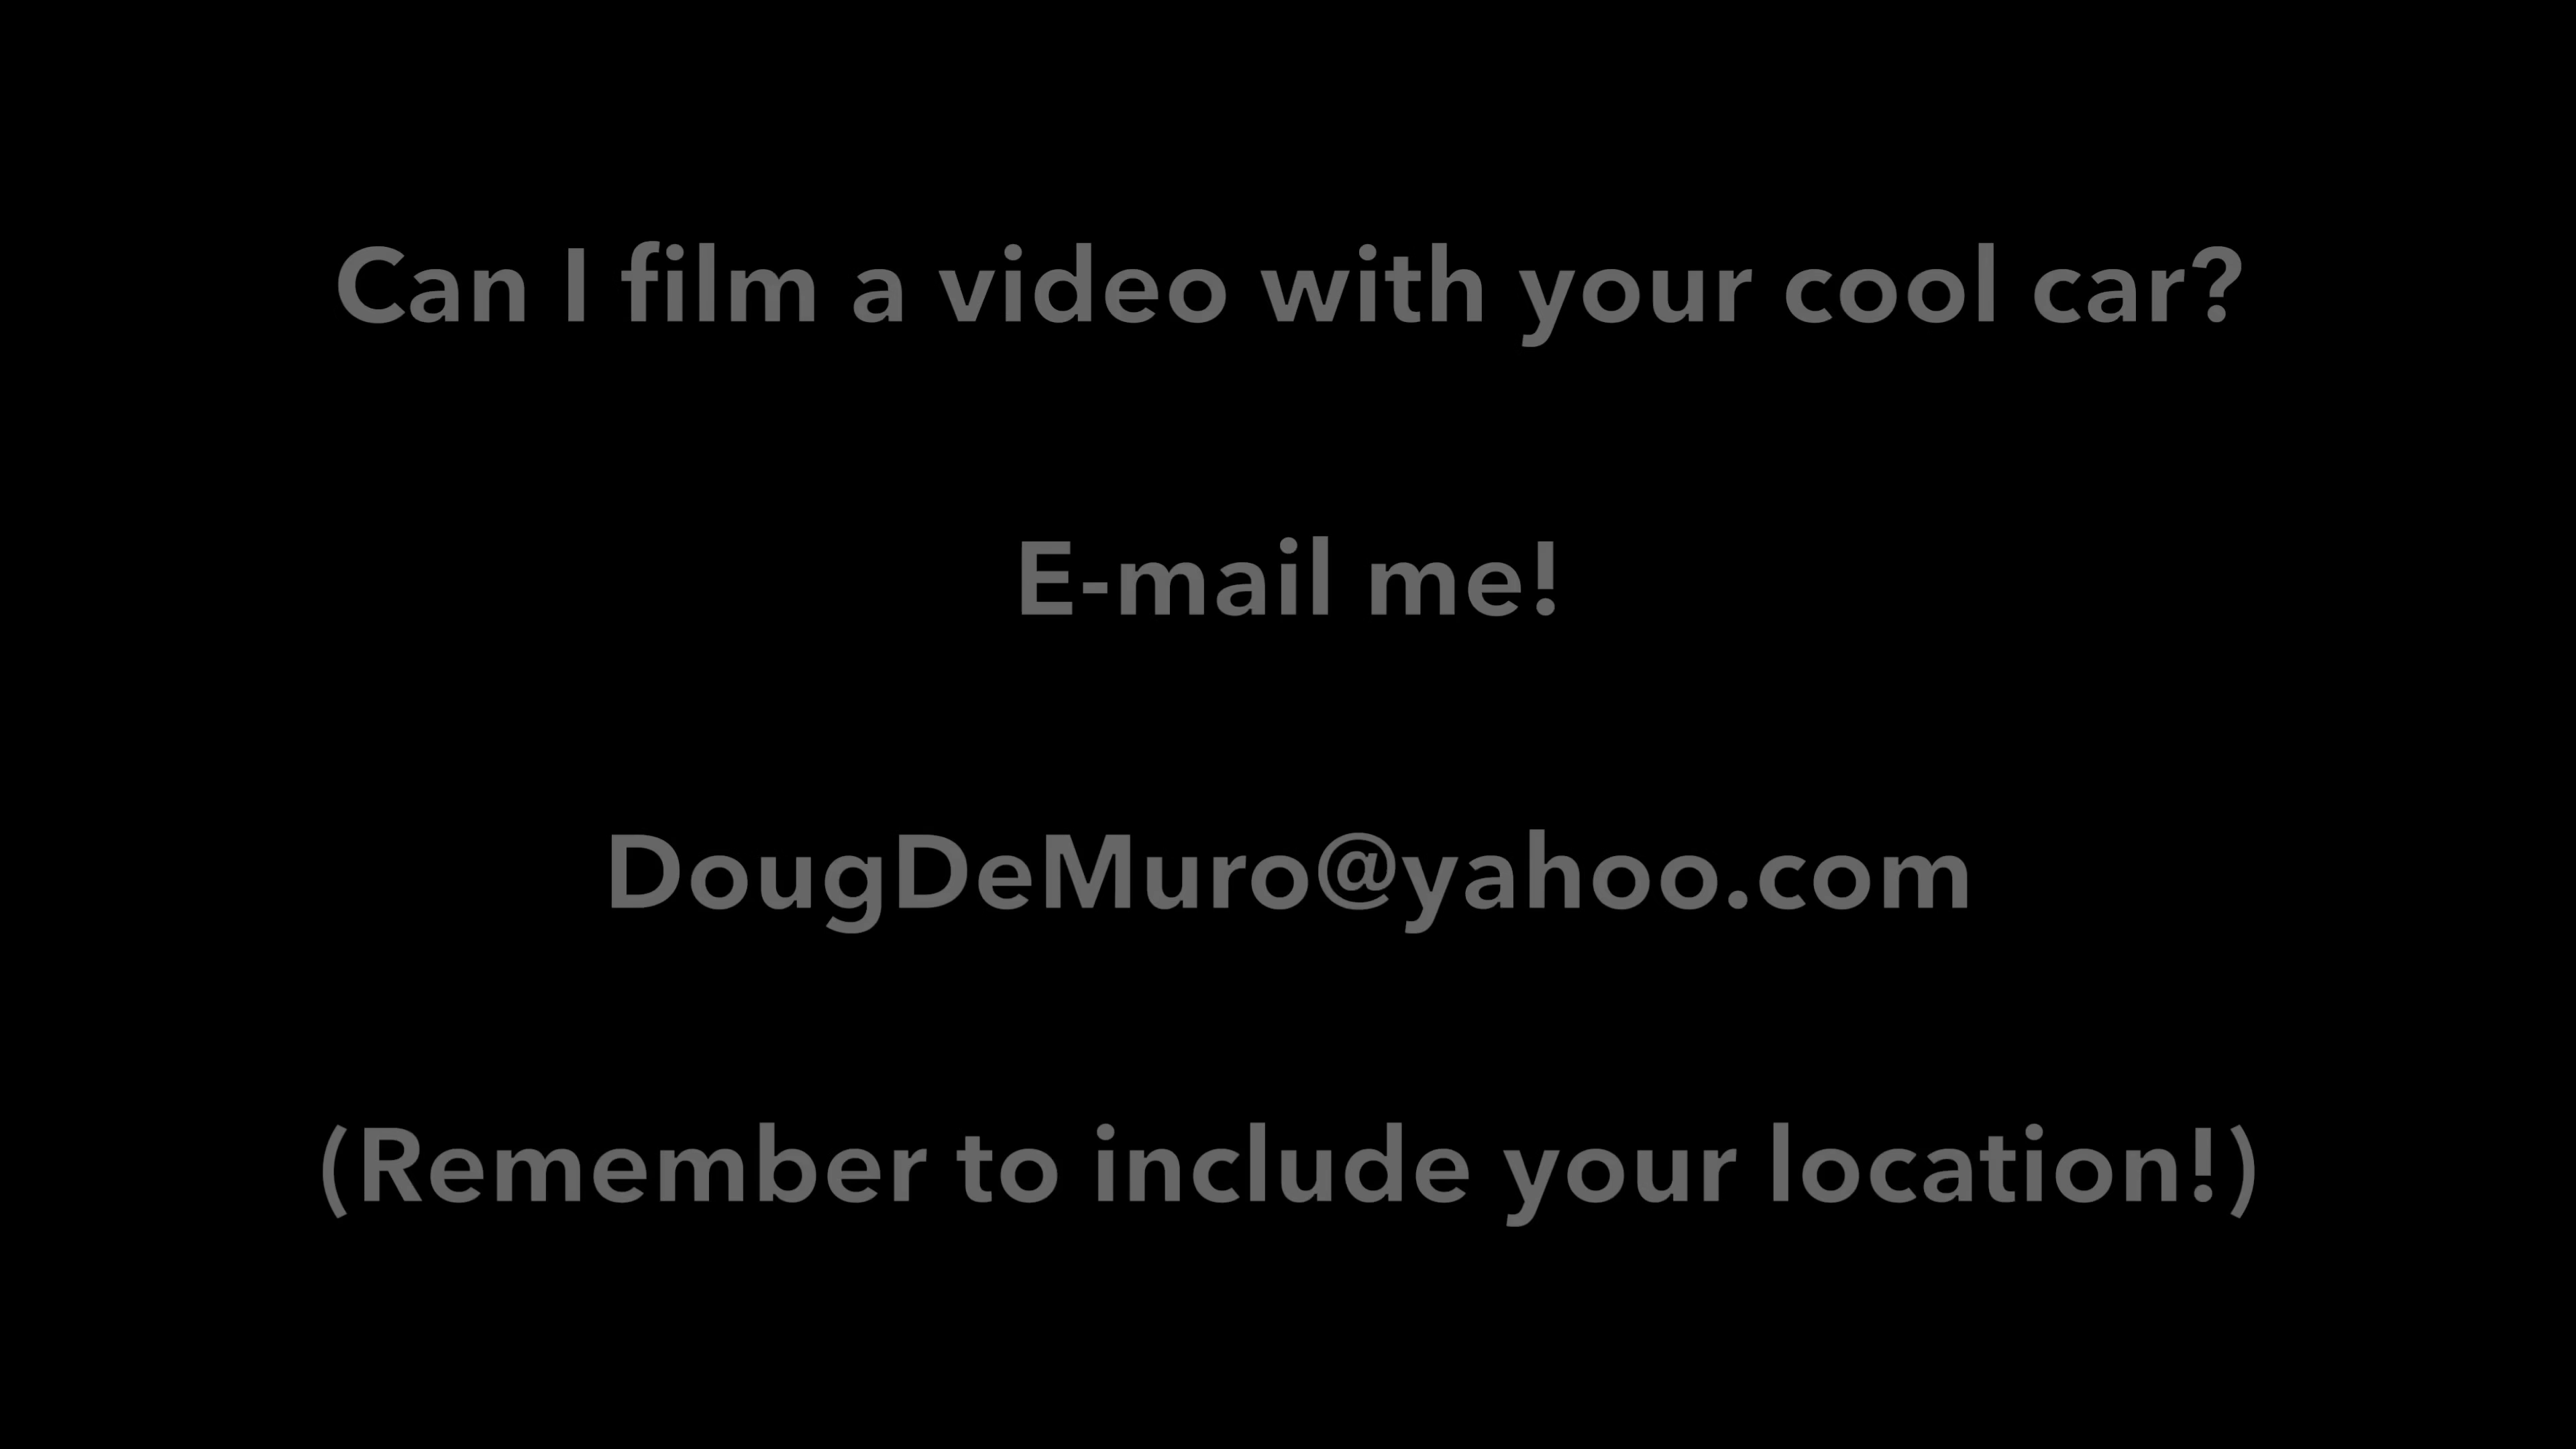 Can I film a video with your cool car?
E-mail me!
DougDeMuro@yahoo.com
(Remember to include your location!)